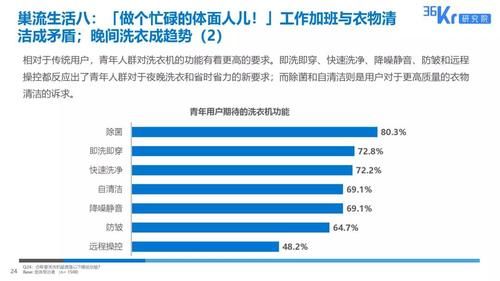 巢流生活八：「做个忙碌的体面人儿！」工作加班与衣物清
洁成矛盾；晚间洗衣成趋势（2）
36Kr研究院
相对于传统用户，青年人群对洗衣机的功能有着更高的要求。即洗即穿、快速洗净、降噪静音、防皱和远程
操控都反应出了青年人群对于夜晚洗衣和省时省力的新要求；而除菌和自清洁则是用户对于更高质量的衣物
清洁的诉求。
青年用户期待的洗衣机功能
除菌 80.3%
即洗即穿 72.8%
快速洗净 72.2%
自清洁 69.1%
降噪静音 69.1%
防皱 64.7%
远程操控 48.2%
24